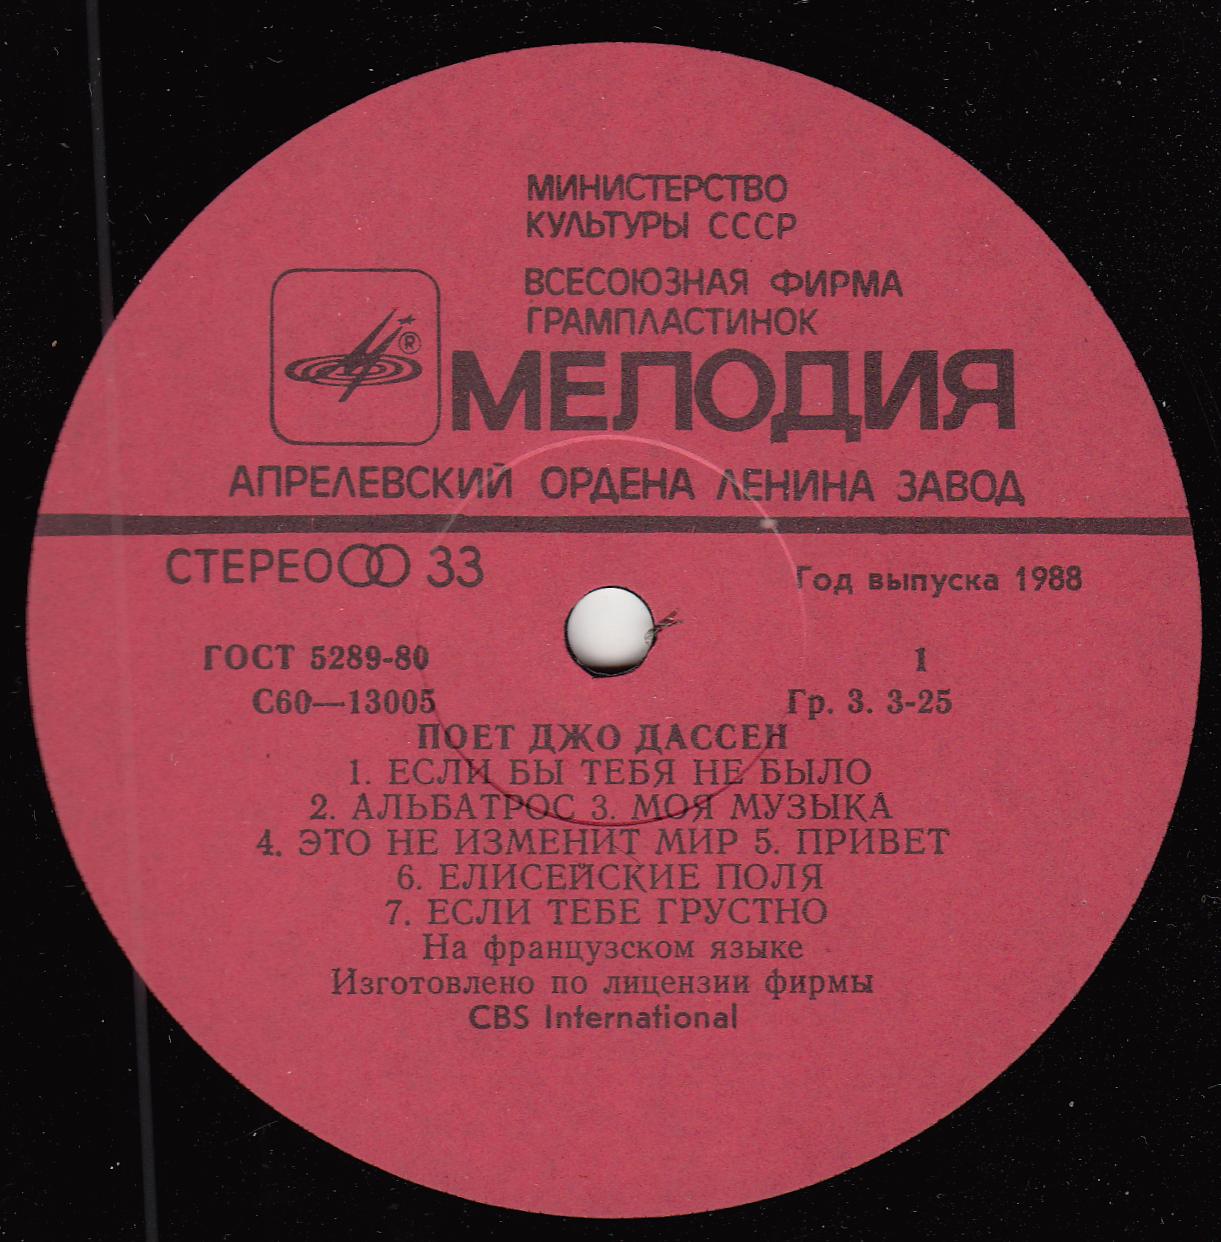 МИНИСТЕРСТВО
КУЛЬТУРЫ СССР
ВСЕСОЮЗНАЯ ФИРМА
ГРАМПЛАСТИНОК
®
МЕЛОДИЯ
АПРЕЛЕВСКИЙ ОРДЕНА ЛЕНИНА ЗАВОД
СТЕРЕО 33
Год выпуска 1988
ГОСТ 5289-80
1
С60—13005
Гр. 3. 3-25
ПОЕТ ДЖО ДАССЕН
1. ЕСЛИ БЫ ТЕБЯ НЕ БЫЛО
2. АЛЬБАТРОС 3. МОЯ МУЗЫКА
4. ЭТО НЕ ИЗМЕНИТ МИР 5. ПРИВЕТ
6. ЕЛИСЕЙСКИЕ ПОЛЯ
7. ЕСЛИ ТЕБЕ ГРУСТНО
На французском языке
Изготовлено по лицензии фирмы
CBS International